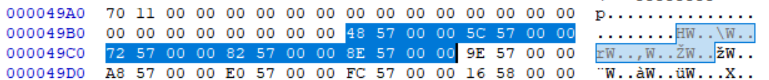 000049A0 70 11 00 00 00 00 00 00 00 00 00 00 00 00 00 00 p...............
000049B0 00 00 00 00 00 00 00 00 48 57 00 00 5C 57 00 00 ........HW..\W..
000049C0 72 57 00 00 82 57 00 00 8E 57 00 00 9E 57 00 00 rW..‚W..ŽW..žW..
000049D0 A8 57 00 00 E0 57 00 00 FC 57 00 00 16 58 00 00 ¨W..àW..üW...X..